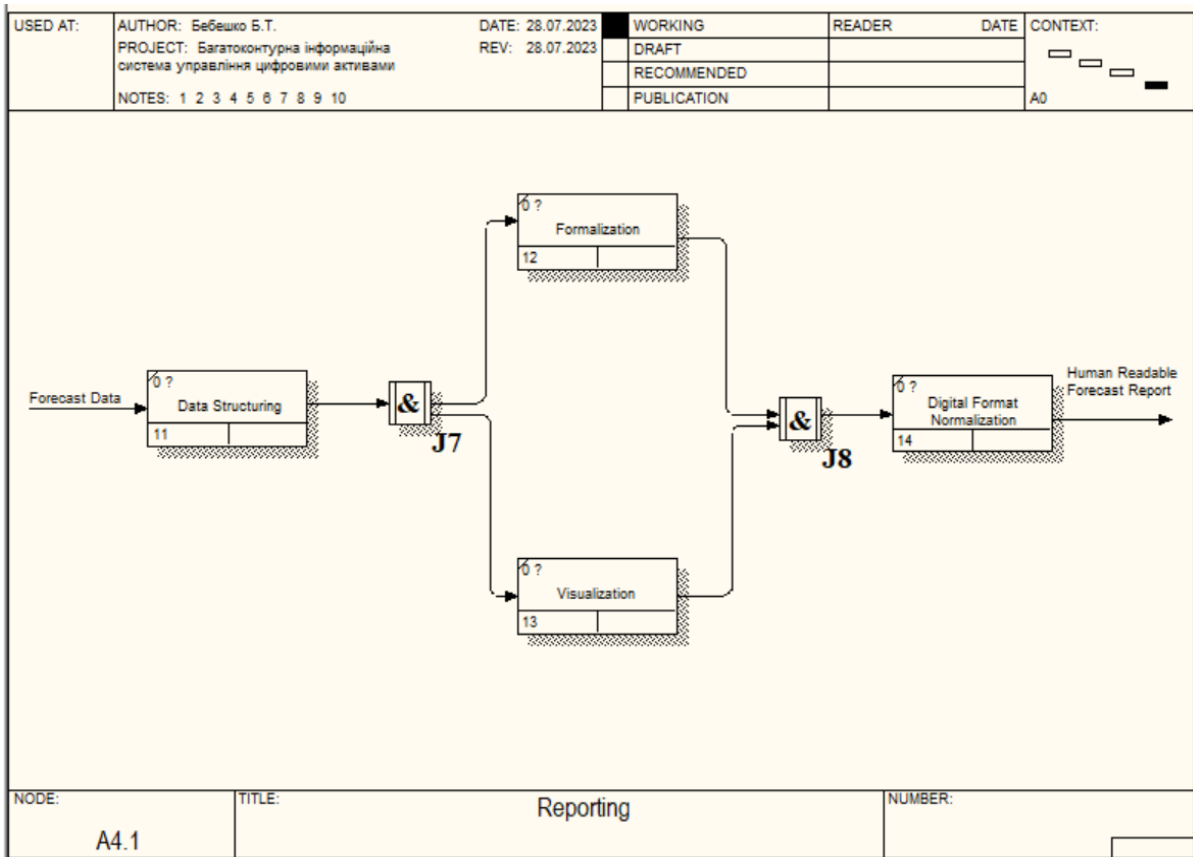 USED AT:
AUTHOR: Бебешко Б.Т.
DATE: 28.07.2023
PROJECT: Багатоконтурна інформаційна
система управління цифровими активами
REV: 28.07.2023
NOTES: 1 2 3 4 5 6 7 8 9 10
WORKING
DRAFT
RECOMMENDED
PUBLICATION
READER
DATE
CONTEXT:
A0
0 ?
Formalization
12
Forecast Data
0 ?
Data Structuring
11
&
J7
&
J8
0 ?
Digital Format
Normalization
14
Human Readable
Forecast Report
0 ?
Visualization
13
NODE:
A4.1
TITLE:
Reporting
NUMBER: